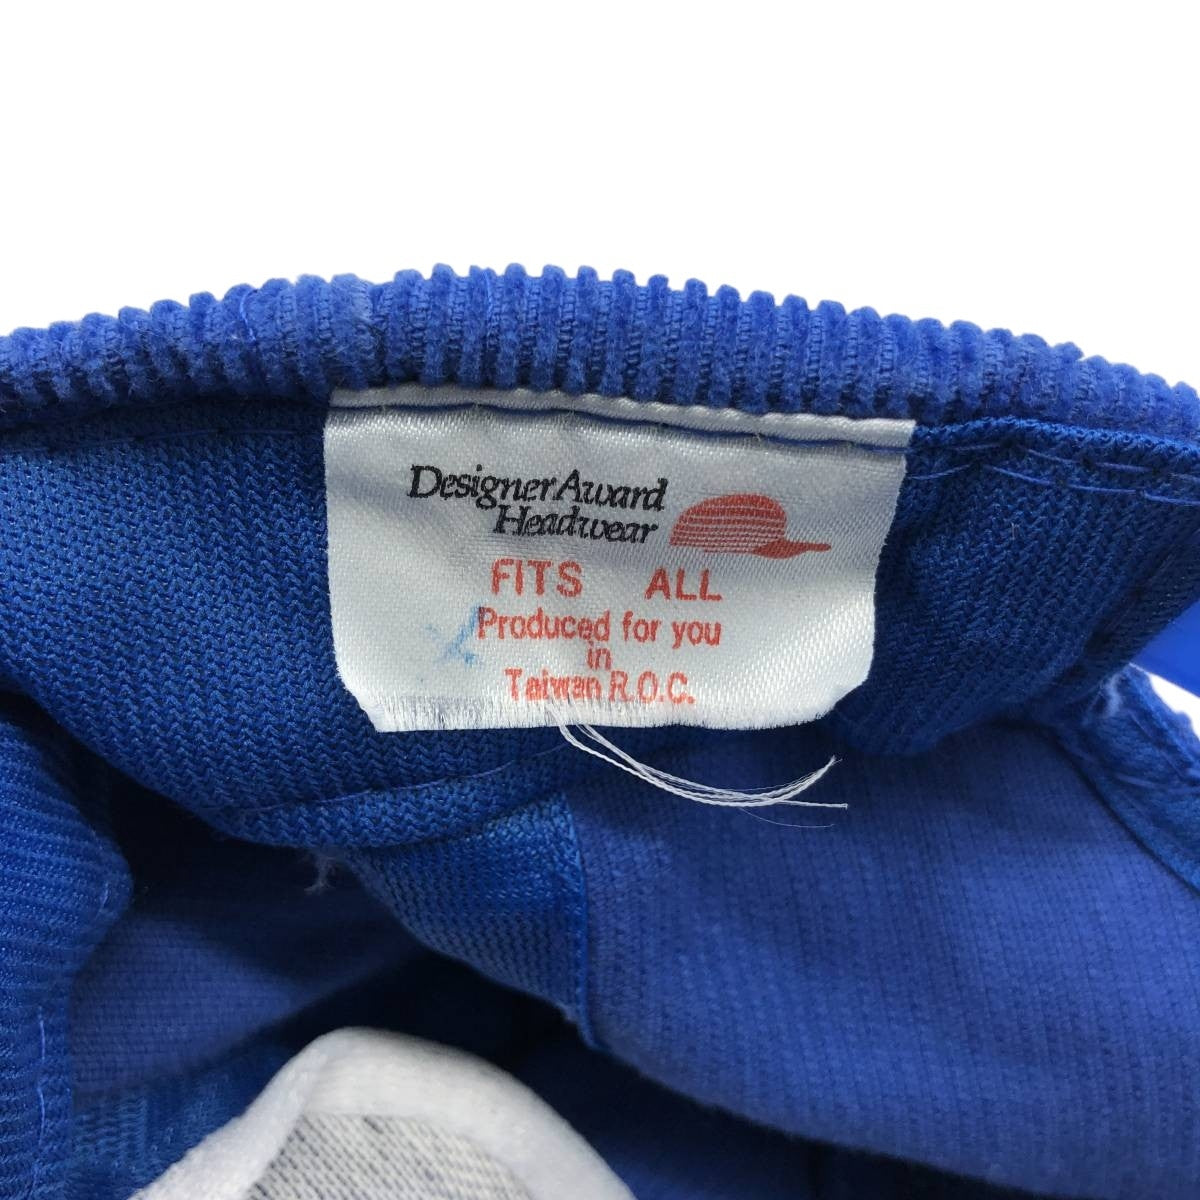 Designer Award
Headwear
FITS ALL
Produced for you
in
Taiwan R.O.C.